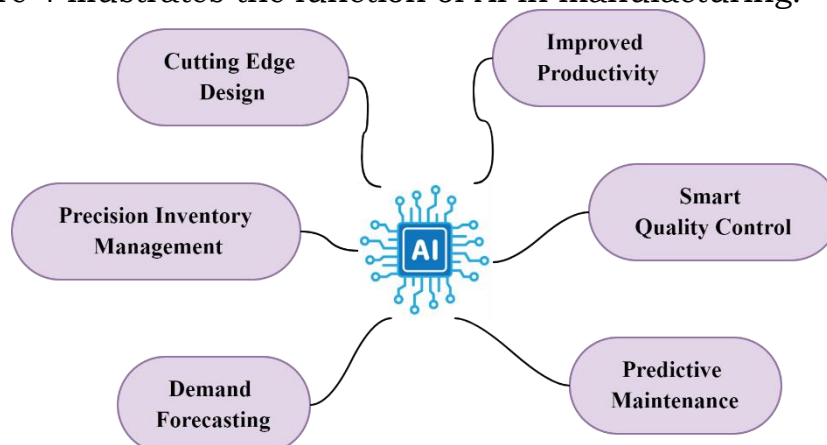 4 illustrates the function of AI in manufacturing.
Cutting Edge
Design
Improved
Productivity
Precision Inventory
Management
AI
Smart
Quality Control
Demand
Forecasting
Predictive
Maintenance